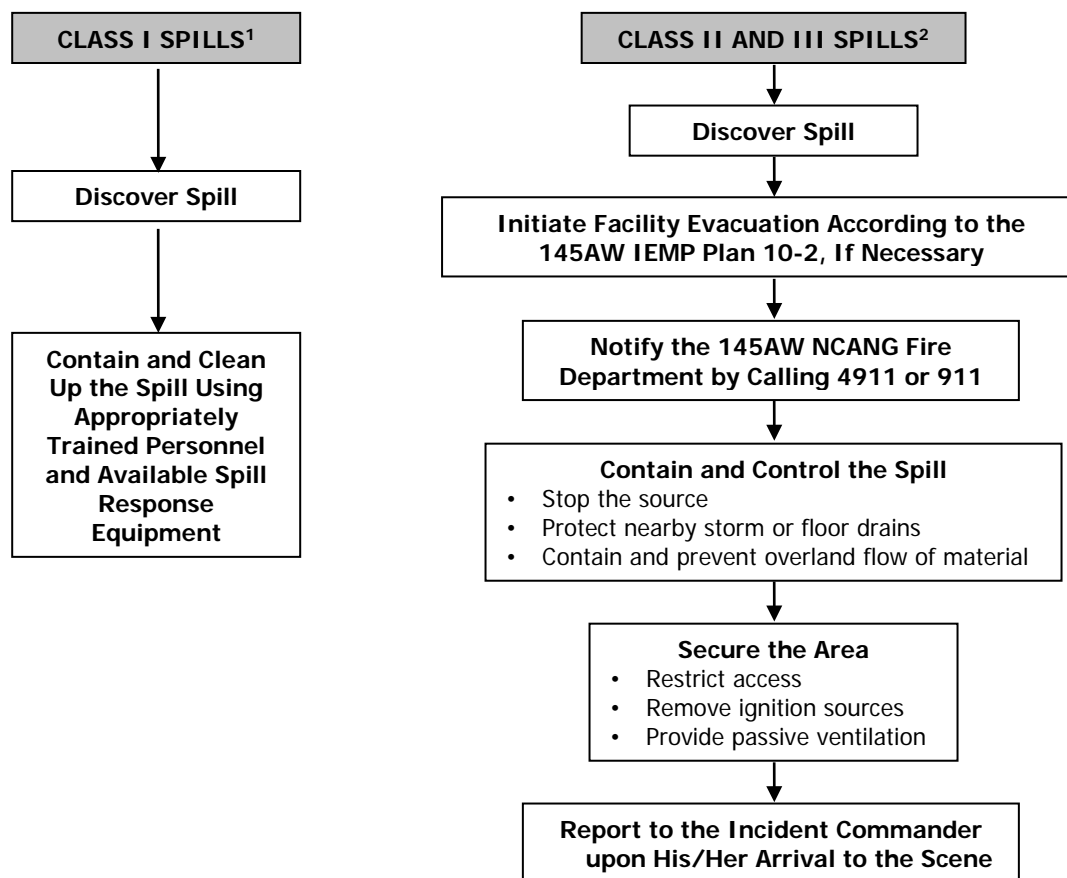 CLASS I SPILLS¹
Discover Spill
Contain and Clean
Up the Spill Using
Appropriately
Trained Personnel
and Available Spill
Response
Equipment
CLASS II AND III SPILLS²
Discover Spill
Initiate Facility Evacuation According to the
145AW IEMP Plan 10-2, If Necessary
Notify the 145AW NCANG Fire
Department by Calling 4911 or 911
Contain and Control the Spill
• Stop the source
• Protect nearby storm or floor drains
• Contain and prevent overland flow of material
Secure the Area
• Restrict access
• Remove ignition sources
• Provide passive ventilation
Report to the Incident Commander
upon His/Her Arrival to the Scene